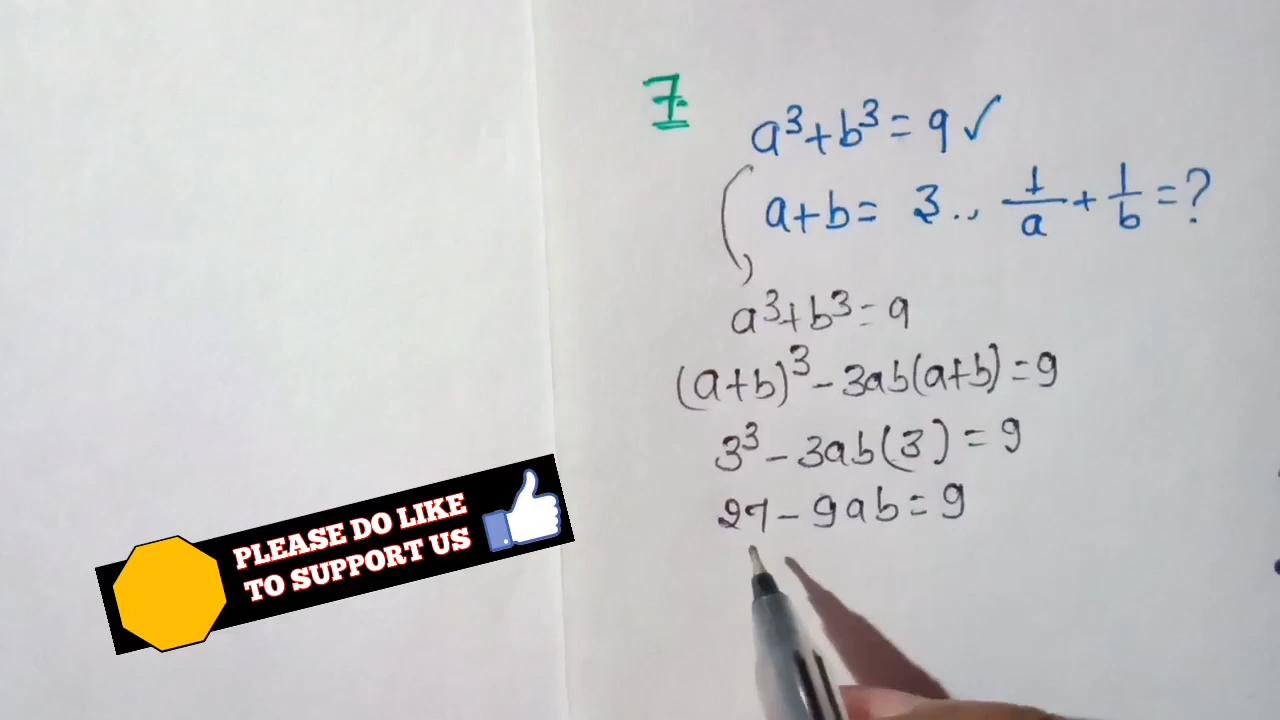 7
a³+b³=9✓
a+b= 3.., 1/a + 1/b =?
a³+b³=9
(a+b)³-3ab(a+b)=9
3³-3ab(3)=9
27-9ab=9
PLEASE DO LIKE
TO SUPPORT US